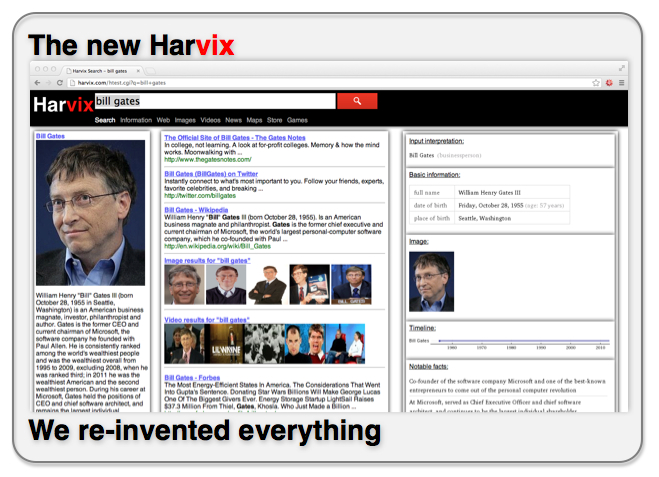 The new Harvix
Harvix Search - bill gates
harvix.com/htest.cgi?q=bill+gates
Harvix
bill gates
Search Information Web Images Videos News Maps Store Games
Bill Gates
William Henry "Bill" Gates III (born
October 28, 1955 in Seattle,
Washington) is an American business
magnate, investor, philanthropist and
author. Gates is the former CEO and
current chairman of Microsoft, the
software company he founded with
Paul Allen. He is consistently ranked
among the world's wealthiest people
and was the wealthiest overall from
1995 to 2009, excluding 2008, when he
was ranked third; in 2011 he was the
wealthiest American and the second
wealthiest person. During his career at
Microsoft, Gates held the positions of
CEO and chief software architect, and
remains the largest individual
The Official Site of Bill Gates - The Gates Notes
In college, not learning. A look at for-profit colleges. Memory & how the mind
works. Moonwalking with ...
http://www.thegatesnotes.com
Bill Gates (BillGates) on Twitter
Instantly connect to what's most important to you. Follow your friends, experts,
favorite celebrities, and breaking ...
http://twitter.com/billgates
Bill Gates - Wikipedia
William Henry "Bill" Gates III (born October 28, 1955). Is an American
business magnate and philanthropist. Gates is the former chief executive and
current chairman of Microsoft, the world's largest personal-computer software
company, which he co-founded with Paul ...
http://en.wikipedia.org/wiki/Bill_Gates
Image results for "bill gates"
BILL GATES
Video results for "bill gates"
LIL WAYNE
Bill Gates - Forbes
The Most Energy-Efficient States In America. The Considerations That Went
Into Gupta's Sentence. Donating Star Wars Billions Will Make George Lucas
One Of The Biggest Givers Ever. Energy Storage Startup LightSail Raises
$37.3 Million From Thiel, Gates, Khosla. Who Just Made a Billion ...
Input interpretation:
Bill Gates (businessperson)
Basic information:
full name William Henry Gates III
date of birth Friday, October 28, 1955 (age: 57 years)
place of birth Seattle, Washington
Image:
Timeline:
Bill Gates
1960 1970 1980 1990 2000 2010
Notable facts:
Co-founder of the software company Microsoft and one of the best-known
entrepreneurs to come out of the personal computer revolution
At Microsoft, served as Chief Executive Officer and chief software
architect, and continues to be the largest individual shareholder
We re-invented everything